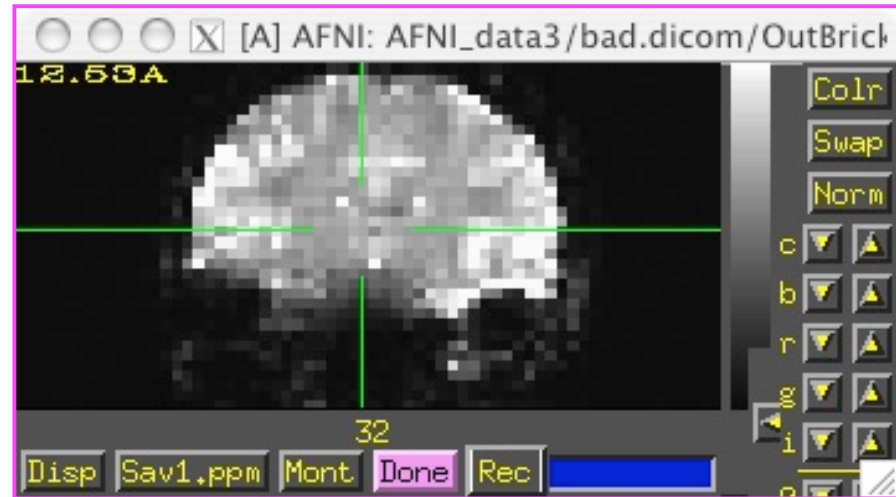 X [A] AFNI: AFNI_data3/bad.dicom/OutBrick
12.53A
Colr
Swap
Norm
c
b
r
g
i
32
Disp Sav1.ppm Mont Done Rec